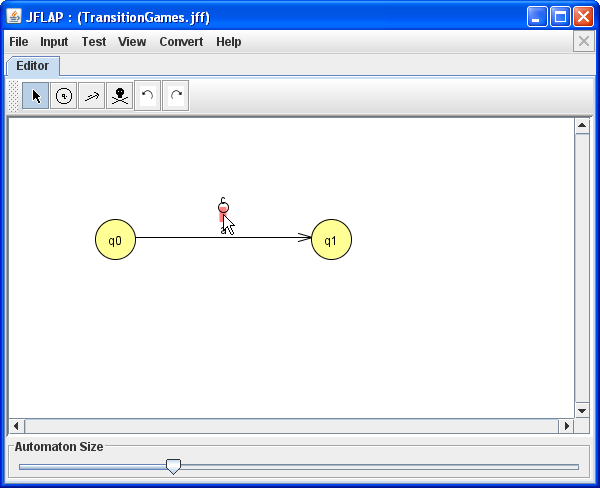 JFLAP : (TransitionGames.jff)
File Input Test View Convert Help
Editor
c
q0 q1
Automaton Size